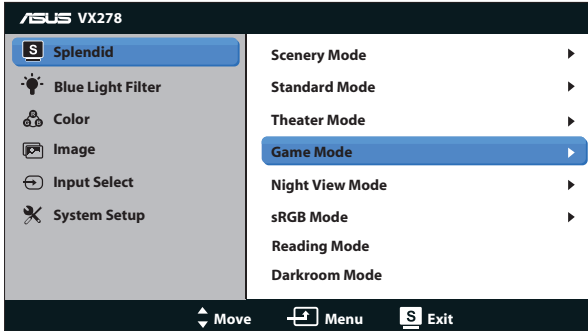 ASUS VX278
S Splendid
Blue Light Filter
Color
Image
Input Select
System Setup
Scenery Mode
Standard Mode
Theater Mode
Game Mode
Night View Mode
sRGB Mode
Reading Mode
Darkroom Mode
Move Menu S Exit